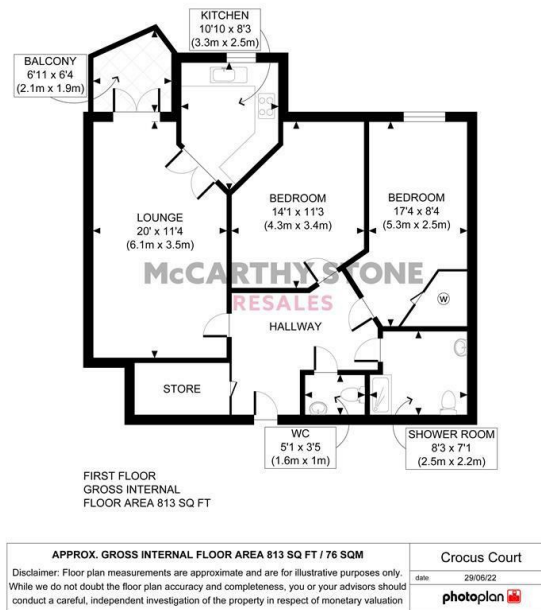 KITCHEN
10'10 x 8'3
(3.3m x 2.5m)
BALCONY
6'11 x 6'4
(2.1m x 1.9m)
LOUNGE
20' x 11'4
(6.1m x 3.5m)
BEDROOM
14'1 x 11'3
(4.3m x 3.4m)
BEDROOM
17'4 x 8'4
(5.3m x 2.5m)
McCARTHY STONE
RESALES
W
HALLWAY
STORE
WC
5'1 x 3'5
(1.6m x 1m)
SHOWER ROOM
8'3 x 7'1
(2.5m x 2.2m)
FIRST FLOOR
GROSS INTERNAL
FLOOR AREA 813 SQ FT
APPROX. GROSS INTERNAL FLOOR AREA 813 SQ FT / 76 SQM
Disclaimer: Floor plan measurements are approximate and are for illustrative purposes only.
While we do not doubt the floor plan accuracy and completeness, you or your advisors should
conduct a careful, independent investigation of the property in respect of monetary valuation
Crocus Court
date 29/06/22
photoplan